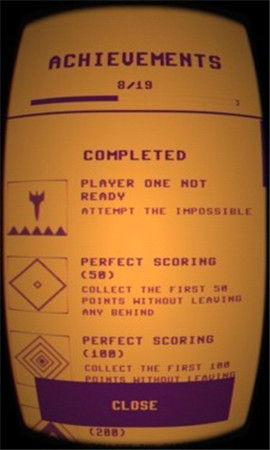 ACHIEVEMENTS
8/19
COMPLETED
PLAYER ONE NOT
READY
ATTEMPT THE IMPOSSIBLE
PERFECT SCORING
(50)
COLLECT THE FIRST 50
POINTS WITHOUT LEAVING
ANY BEHIND
PERFECT SCORING
(100)
COLLECT THE FIRST 100
POINTS WITHOUT LEAVING
CLOSE
(200)